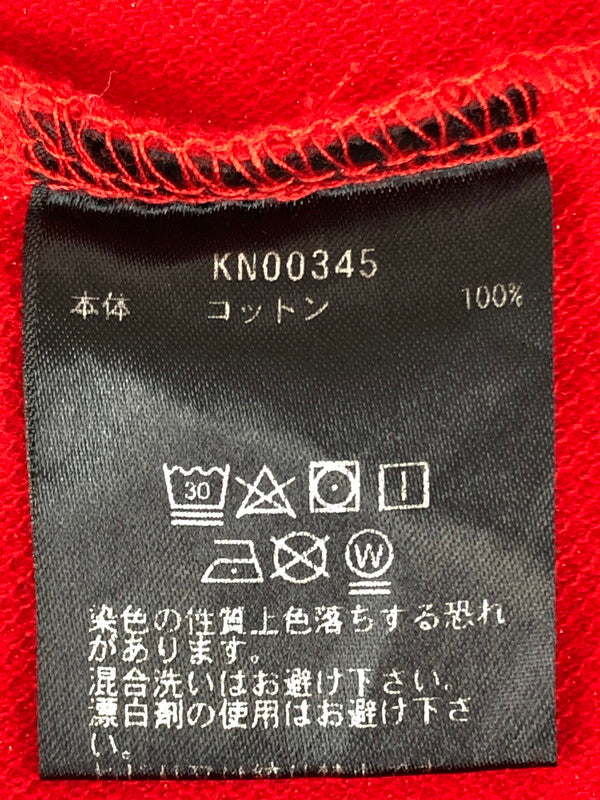 KN00345
本体 コットン 100%
30
W
染色の性質上色落ちする恐れ
があります。
混合洗いはお避け下さい。
漂白剤の使用はお避け下さ
い。